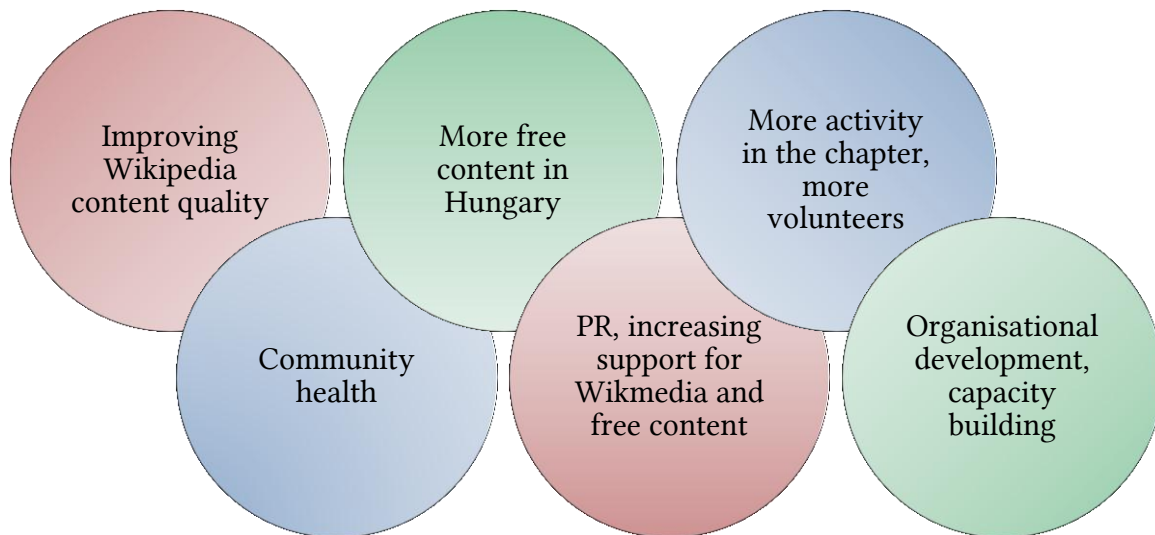 Improving
Wikipedia
content quality
More free
content in
Hungary
More activity
in the chapter,
more
volunteers
Community
health
PR, increasing
support for
Wikmedia and
free content
Organisational
development,
capacity
building